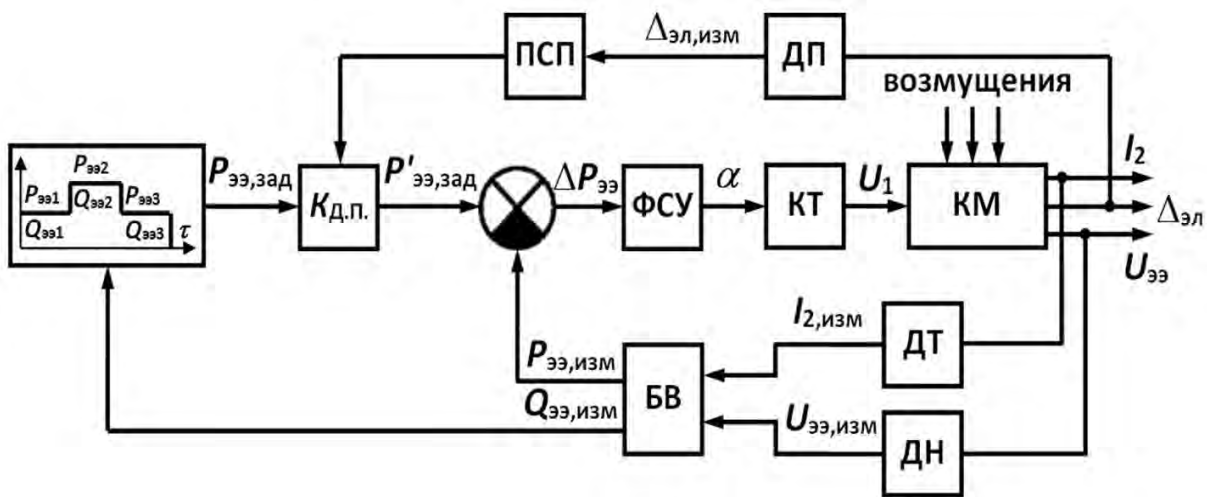 ПСП
Δэл,изм
ДП
возмущения
Pээ1
Pээ2
Pээ3
Qээ1
Qээ2
Qээ3
τ
Pээ,зад
Kд.п.
P'ээ,зад
ΔPээ
ФСУ
α
КТ
U1
КМ
I2
Δэл
Uээ
I2,изм
ДТ
Pээ,изм
Qээ,изм
БВ
Uээ,изм
ДН